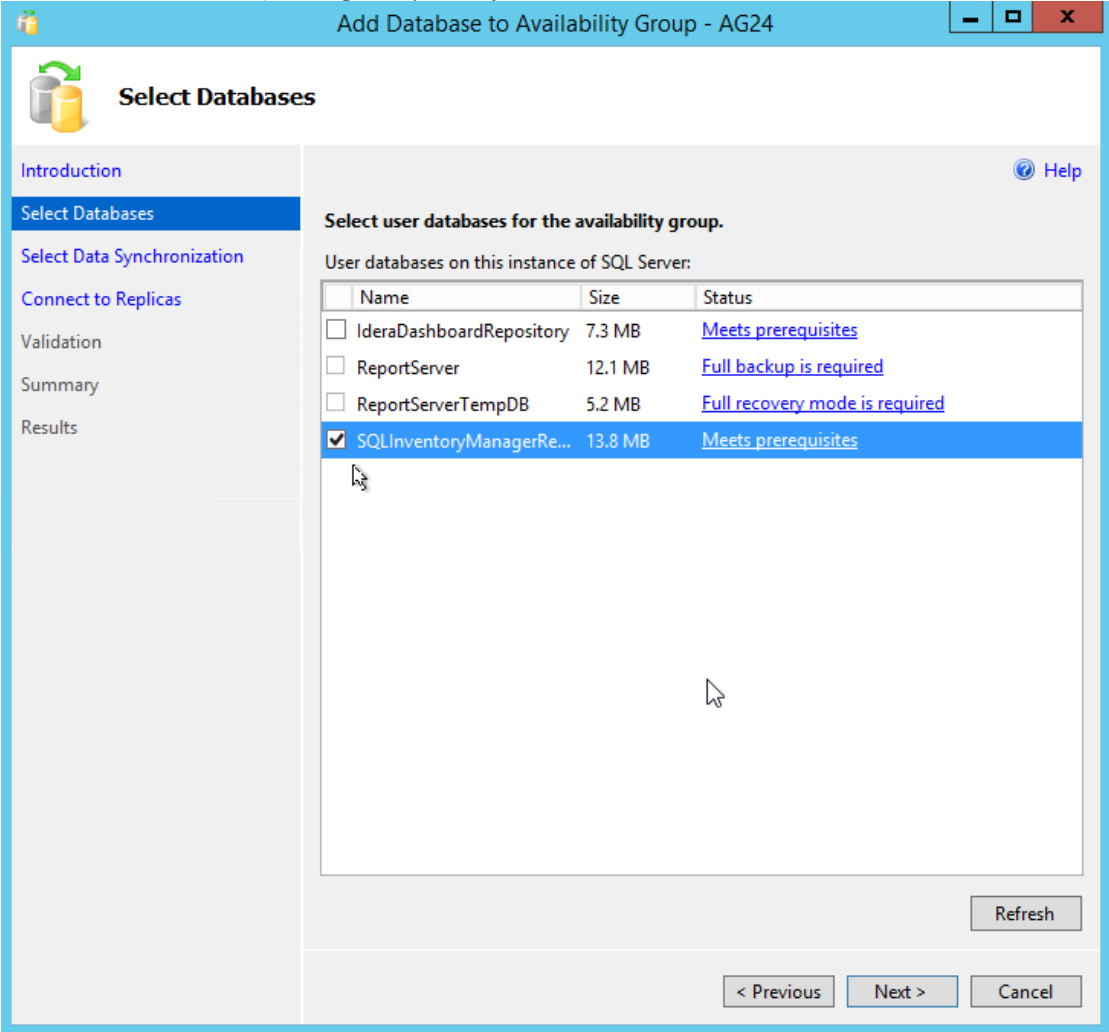 Add Database to Availability Group - AG24
Select Databases
Introduction
Select Databases
Select Data Synchronization
Connect to Replicas
Validation
Summary
Results
Help
Select user databases for the availability group.
User databases on this instance of SQL Server:
Name Size Status
IderaDashboardRepository 7.3 MB Meets prerequisites
ReportServer 12.1 MB Full backup is required
ReportServerTempDB 5.2 MB Full recovery mode is required
SQLInventoryManagerRe... 13.8 MB Meets prerequisites
Refresh
< Previous Next > Cancel